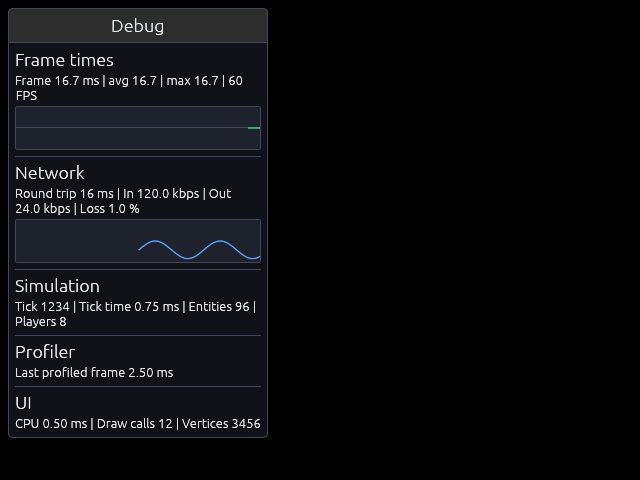 Debug
Frame times
Frame 16.7 ms | avg 16.7 | max 16.7 | 60
FPS
Network
Round trip 16 ms | In 120.0 kbps | Out
24.0 kbps | Loss 1.0 %
Simulation
Tick 1234 | Tick time 0.75 ms | Entities 96 |
Players 8
Profiler
Last profiled frame 2.50 ms
UI
CPU 0.50 ms | Draw calls 12 | Vertices 3456